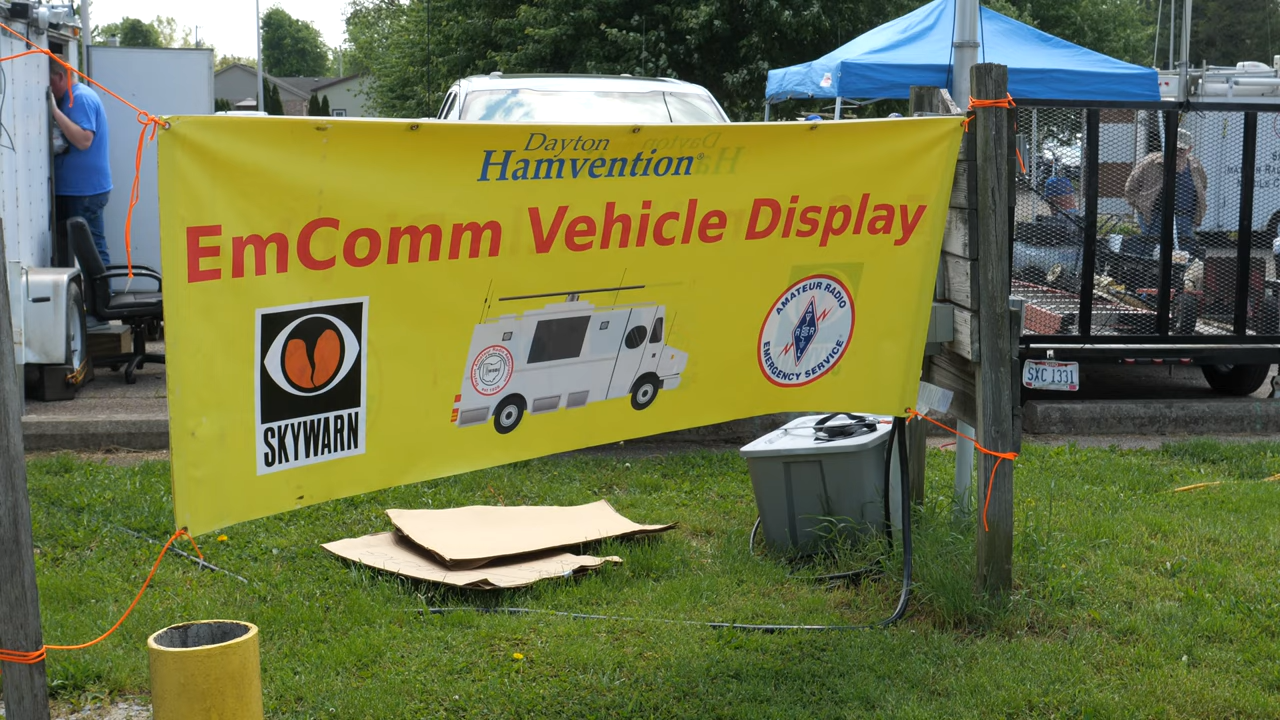 Dayton
Hamvention®
EmComm Vehicle Display
SKYWARN
AMATEUR RADIO
EMERGENCY SERVICE
SXC 1331